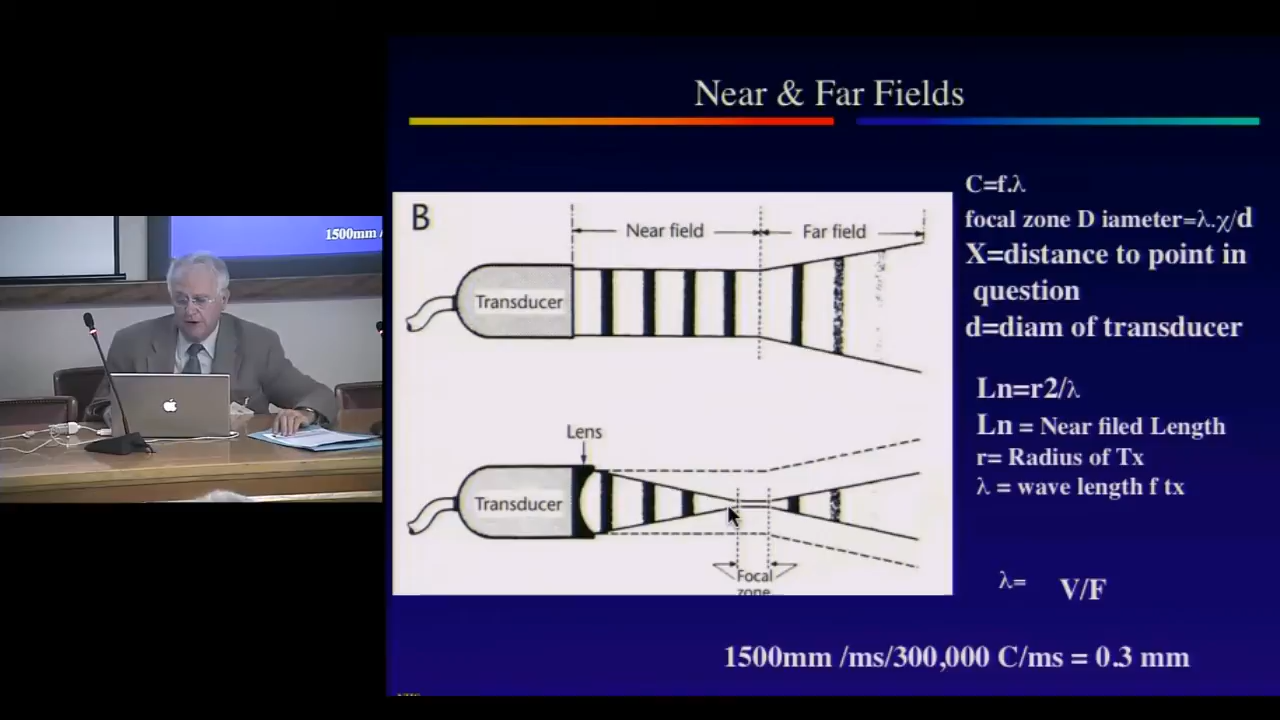 Near & Far Fields
B
Near field
Far field
Transducer
Lens
Transducer
Focal
zone
C=f.λ
focal zone D iameter=λ.χ/d
X=distance to point in
question
d=diam of transducer
Ln=r2/λ
Ln = Near filed Length
r= Radius of Tx
λ = wave length f tx
λ= V/F
1500mm /ms/300,000 C/ms = 0.3 mm
1500mm /